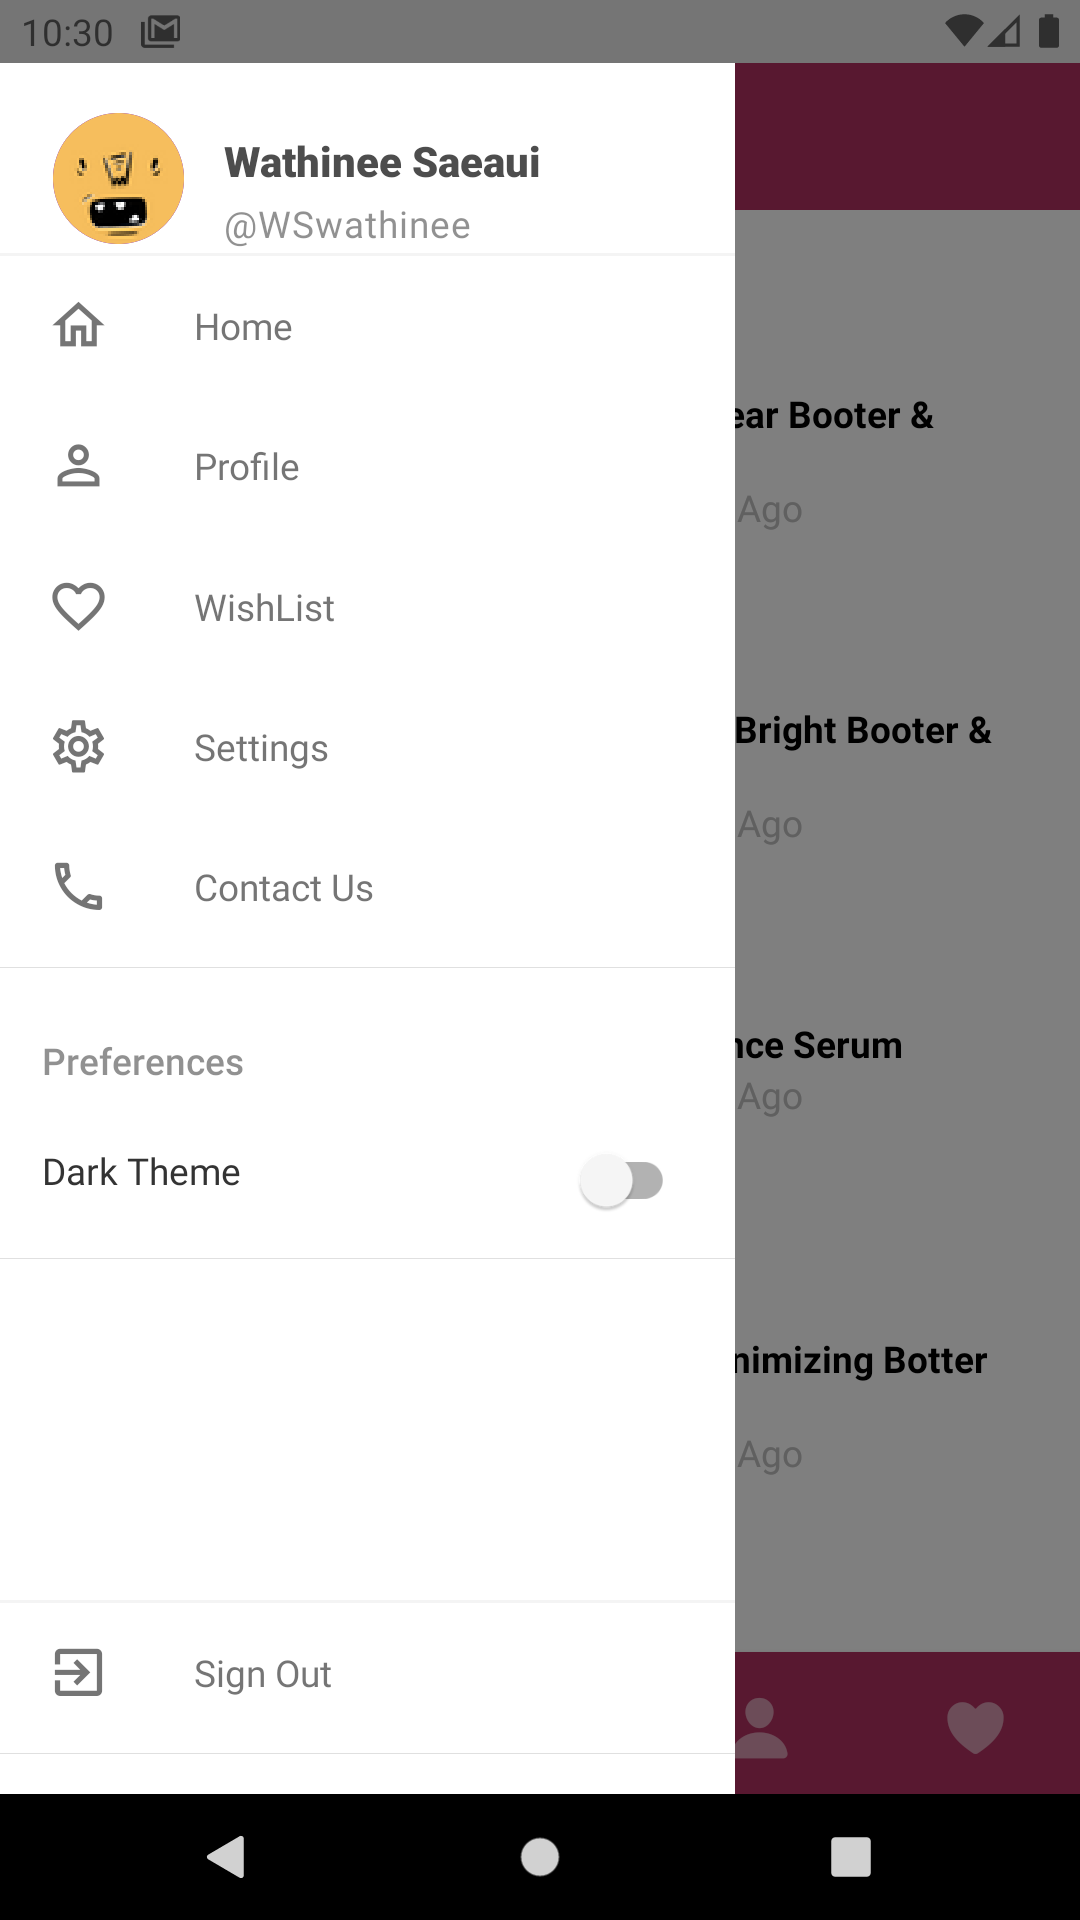 10:30
Wathinee Saeaui
@WSwathinee
Home
ear Booter &
Profile
Ago
WishList
Settings
Bright Booter &
Ago
Contact Us
Preferences
nce Serum
Ago
Dark Theme
nimizing Botter
Ago
Sign Out